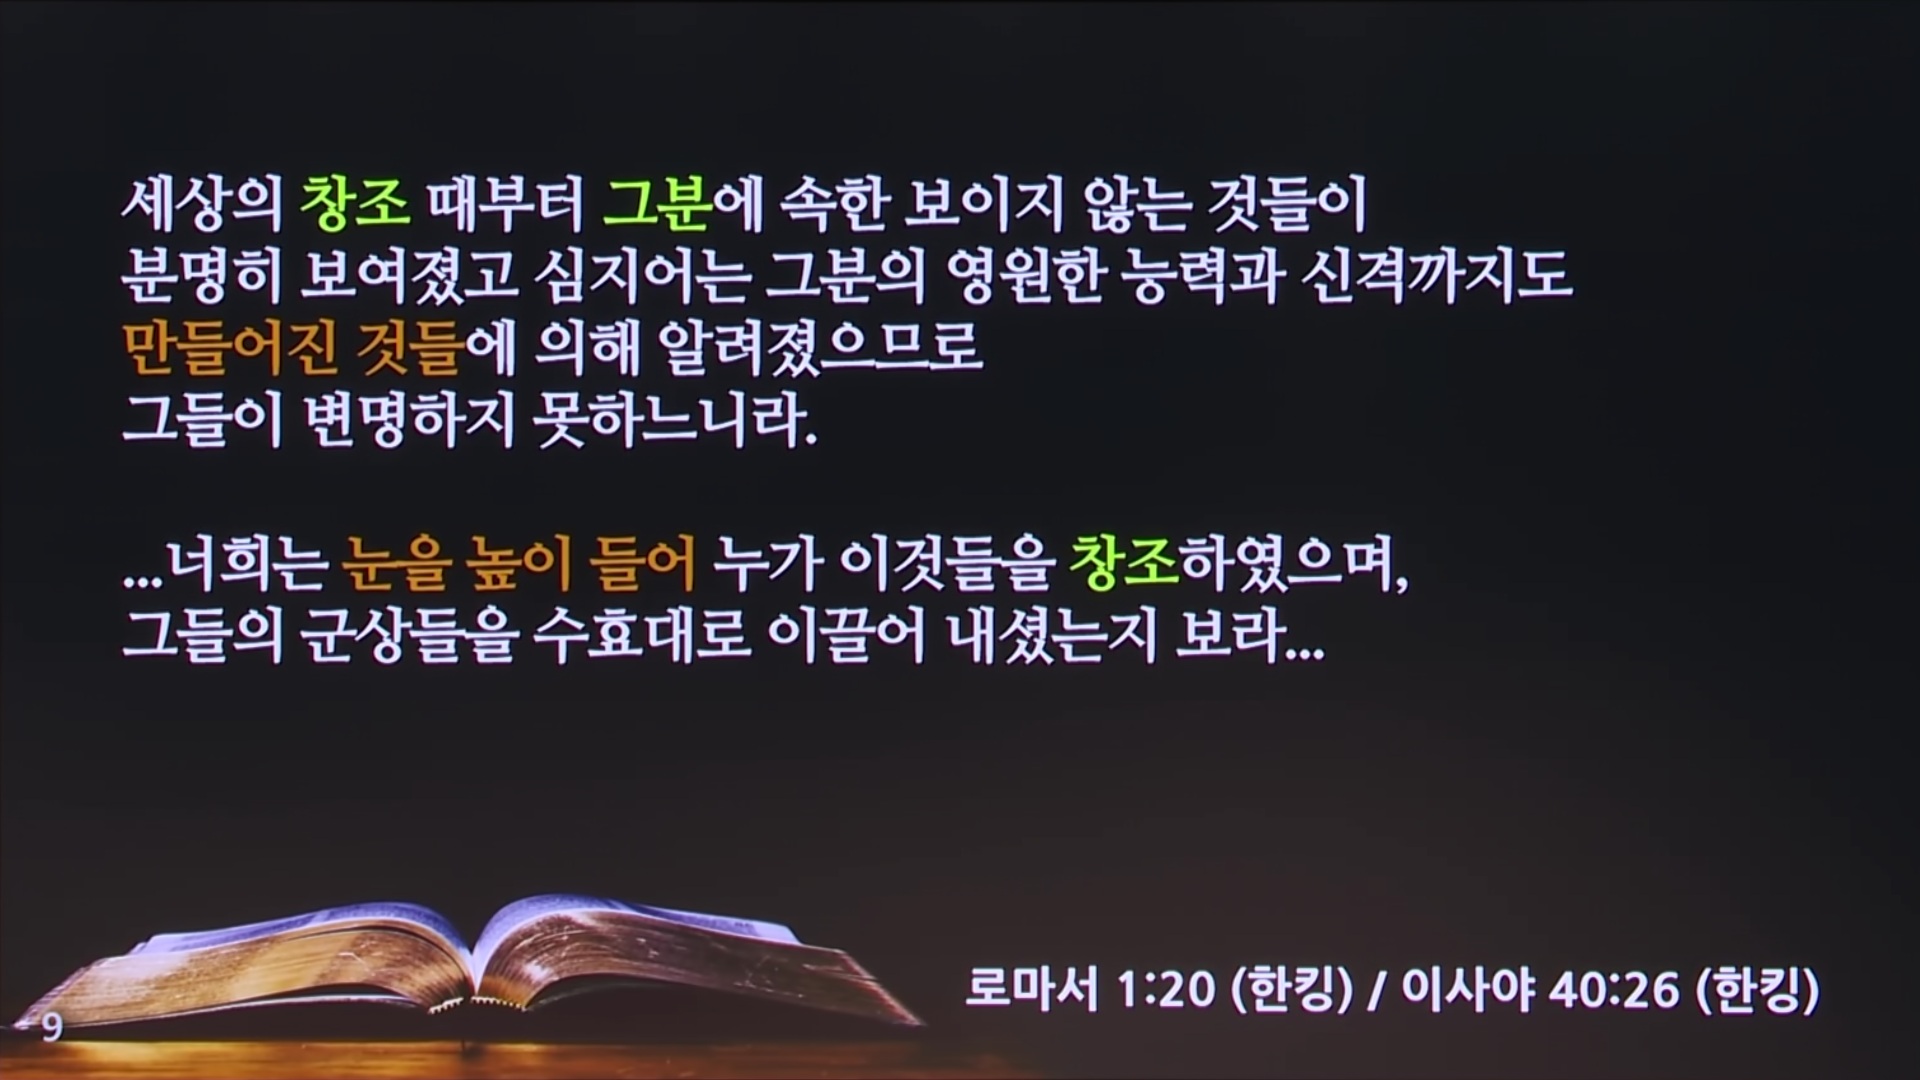 세상의 창조 때부터 그분에 속한 보이지 않는 것들이
분명히 보여졌고 심지어는 그분의 영원한 능력과 신격까지도
만들어진 것들에 의해 알려졌으므로
그들이 변명하지 못하느니라.
...너희는 눈을 높이 들어 누가 이것들을 창조하였으며,
그들의 군상들을 수효대로 이끌어 내셨는지 보라...
로마서 1:20 (한킹) / 이사야 40:26 (한킹)
9